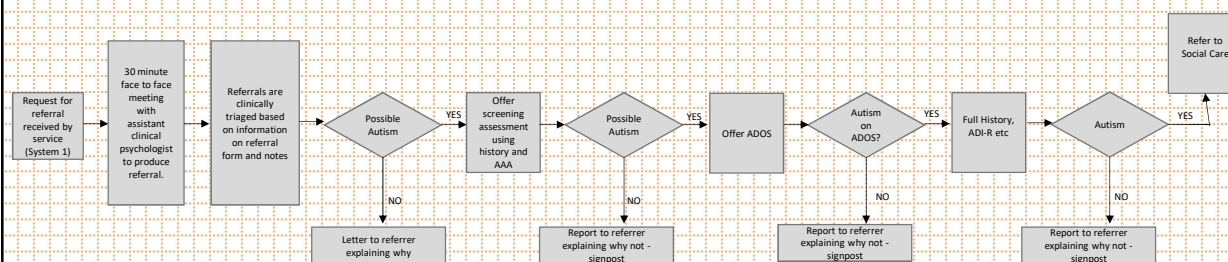 Request for
referral
received by
service
(System 1)
30 minute
face to face
meeting
with
assistant
clinical
psychologist
to produce
referral.
Referrals are
clinically
triaged based
on information
on referral
form and notes
Possible
Autism
YES
NO
Letter to referrer
explaining why
Offer
screening
assessment
using
history and
AAA
Possible
Autism
YES
NO
Report to referrer
explaining why not -
signpost
Offer ADOS
Autism
on
ADOS?
YES
NO
Report to referrer
explaining why not -
signpost
Full History,
ADI-R etc
Autism
YES
NO
Report to referrer
explaining why not -
signpost
Refer to
Social Care